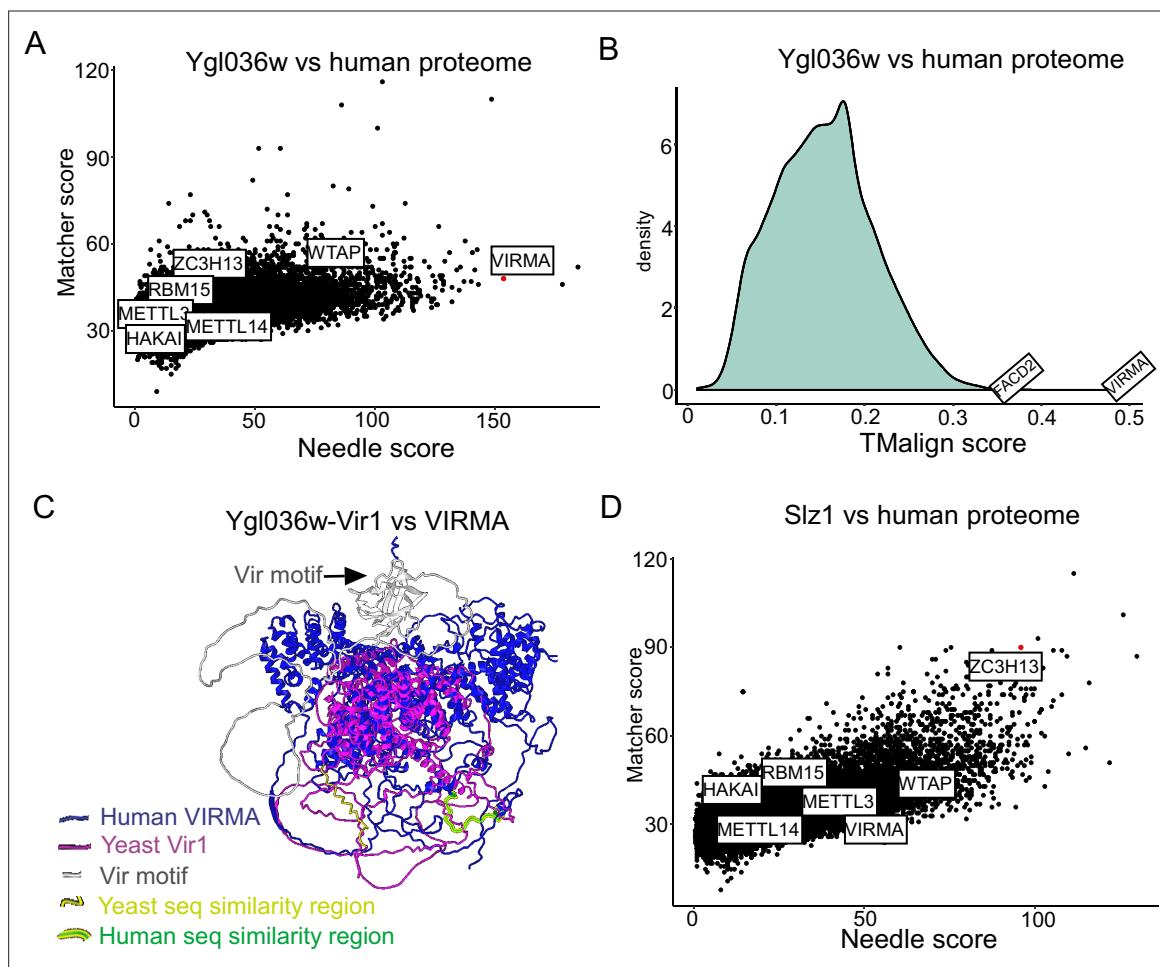 A
Ygl036w vs human proteome
120
90
60
30
Matcher score
ZC3H13
WTAP
VIRMA
RBM15
METTL3
METTL14
HAKAI
0
50
100
150
Needle score
B
Ygl036w vs human proteome
6
4
2
0
density
FACD2
VIRMA
0
0.1
0.2
0.3
0.4
0.5
TMalign score
C
Ygl036w-Vir1 vs VIRMA
Vir motif
Human VIRMA
Yeast Vir1
Vir motif
Yeast seq similarity region
Human seq similarity region
D
Slz1 vs human proteome
120
90
60
30
Matcher score
ZC3H13
RBM15
HAKAI
WTAP
METTL3
METTL14
VIRMA
0
50
100
Needle score